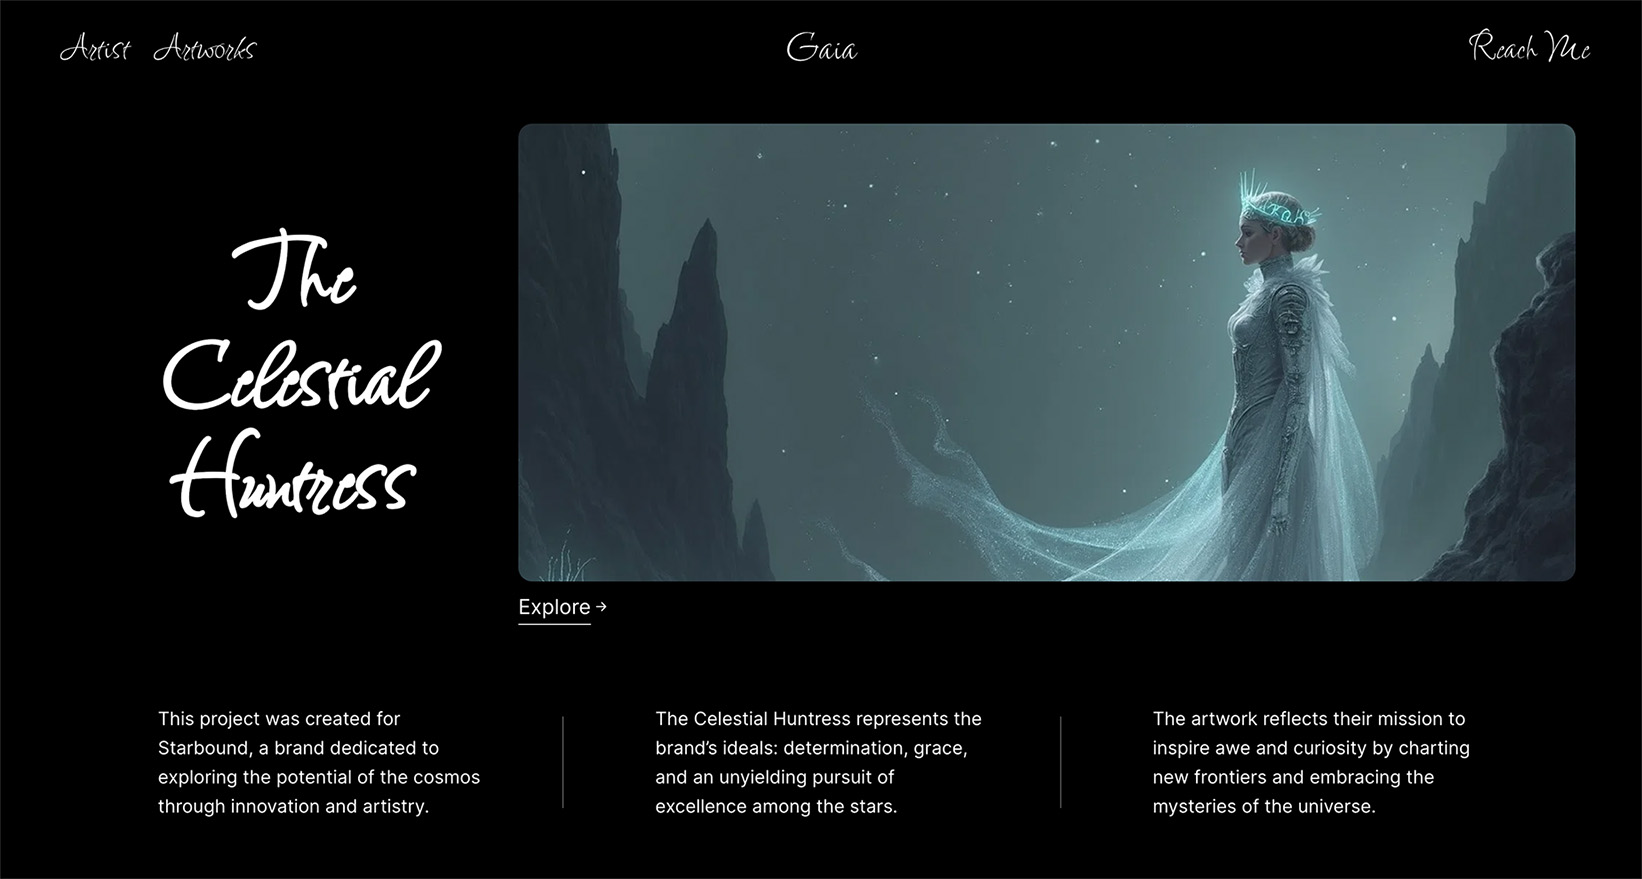 Artist Artworks Gaia Reach Me
The
Celestial
Huntress
Explore →
This project was created for
Starbound, a brand dedicated to
exploring the potential of the cosmos
through innovation and artistry.
The Celestial Huntress represents the
brand’s ideals: determination, grace,
and an unyielding pursuit of
excellence among the stars.
The artwork reflects their mission to
inspire awe and curiosity by charting
new frontiers and embracing the
mysteries of the universe.